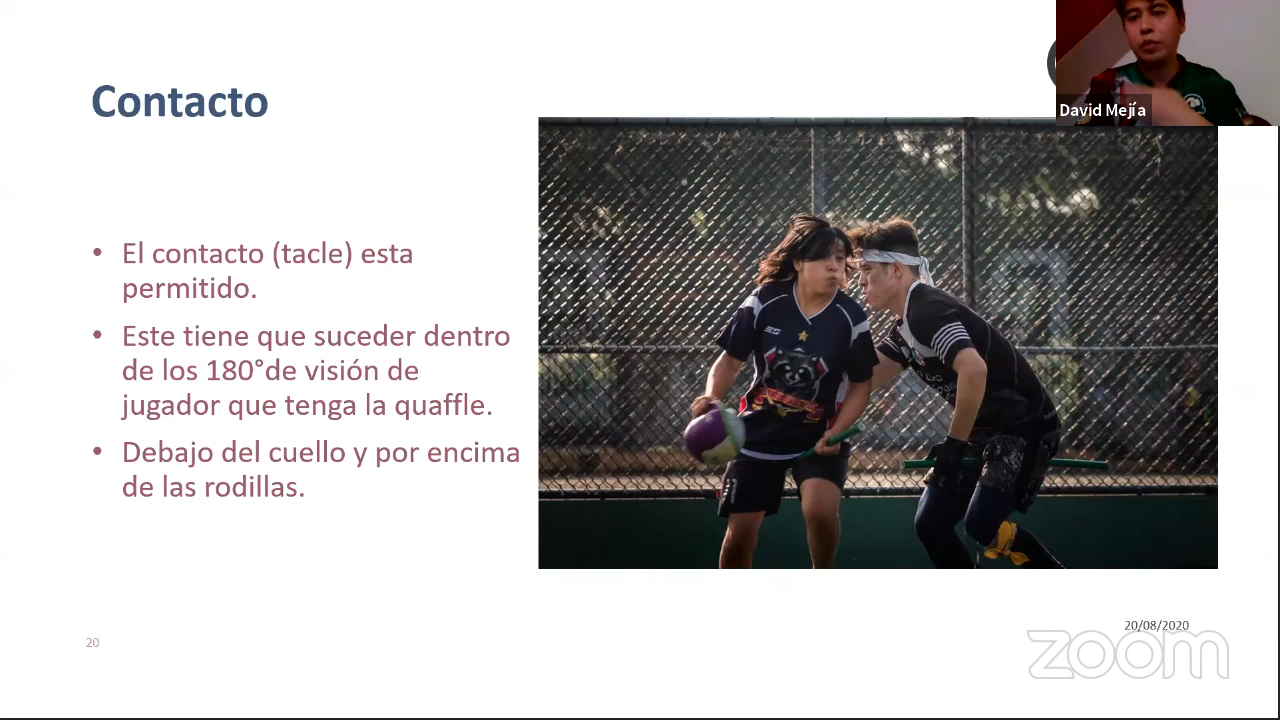 David Mejía
Contacto
• El contacto (tacle) esta
permitido.
• Este tiene que suceder dentro
de los 180°de visión de
jugador que tenga la quaffle.
• Debajo del cuello y por encima
de las rodillas.
20/08/2020
20
zoom